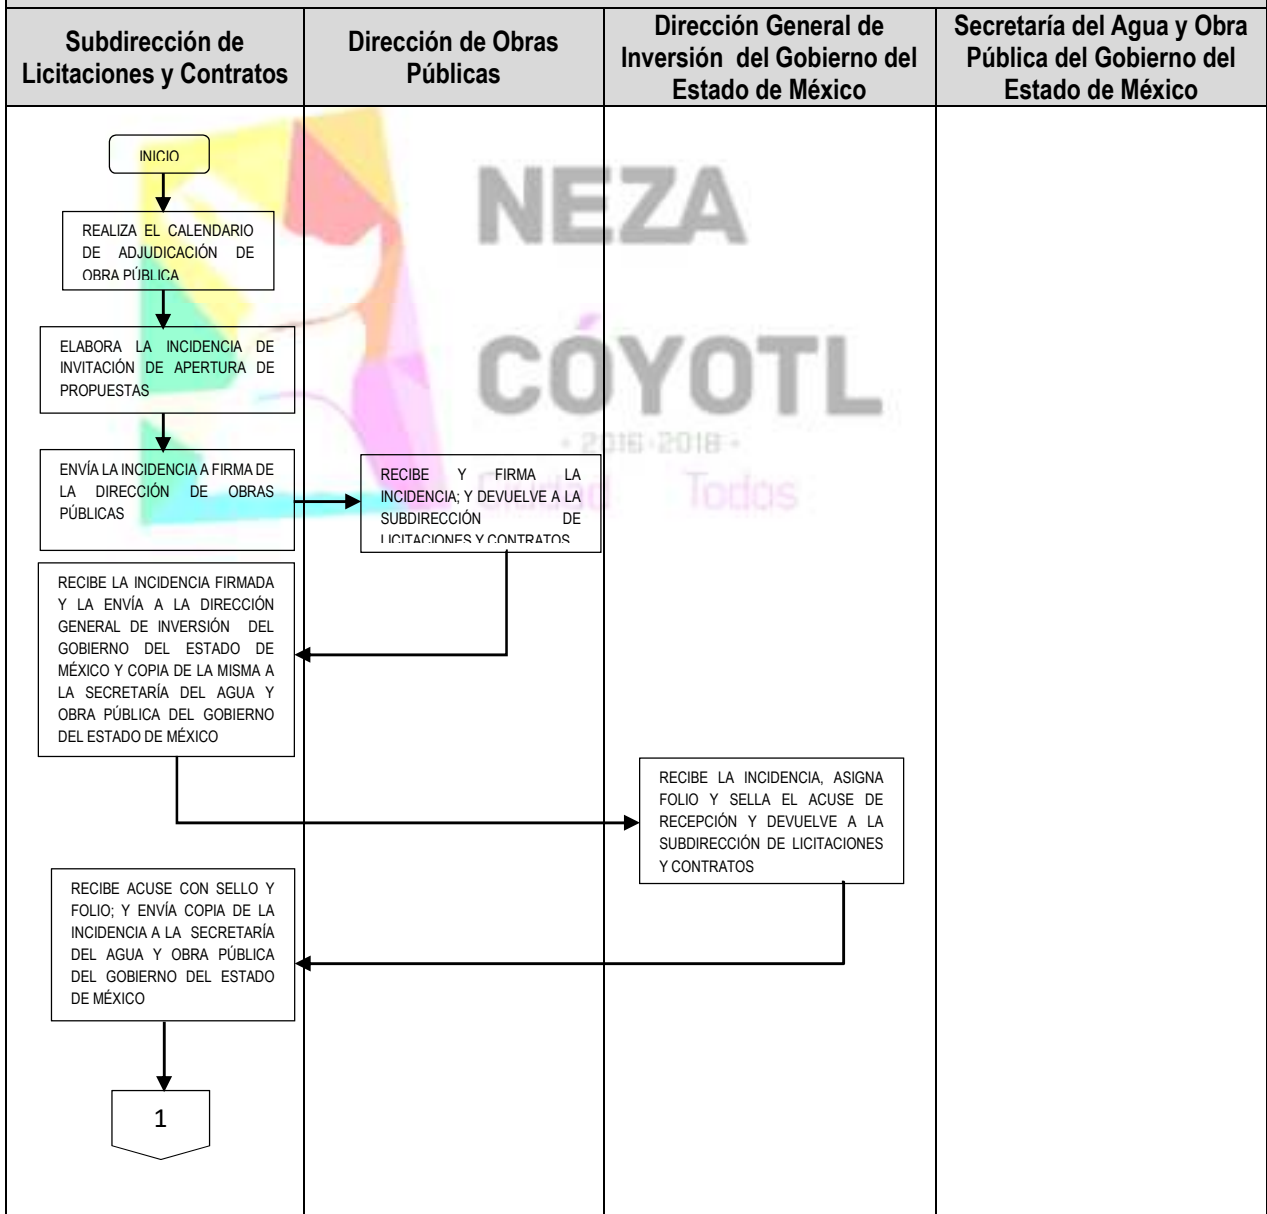 Subdirección de
Licitaciones y Contratos
Dirección de Obras
Públicas
Dirección General de
Inversión del Gobierno del
Estado de México
Secretaría del Agua y Obra
Pública del Gobierno del
Estado de México
INICIO
REALIZA EL CALENDARIO
DE ADJUDICACIÓN DE
OBRA PÚBLICA
ELABORA LA INCIDENCIA DE
INVITACIÓN DE APERTURA DE
PROPUESTAS
ENVÍA LA INCIDENCIA A FIRMA DE
LA DIRECCIÓN DE OBRAS
PÚBLICAS
RECIBE Y FIRMA LA
INCIDENCIA; Y DEVUELVE A LA
SUBDIRECCIÓN DE
LICITACIONES Y CONTRATOS
RECIBE LA INCIDENCIA FIRMADA
Y LA ENVÍA A LA DIRECCIÓN
GENERAL DE INVERSIÓN DEL
GOBIERNO DEL ESTADO DE
MÉXICO Y COPIA DE LA MISMA A
LA SECRETARÍA DEL AGUA Y
OBRA PÚBLICA DEL GOBIERNO
DEL ESTADO DE MÉXICO
RECIBE LA INCIDENCIA, ASIGNA
FOLIO Y SELLA EL ACUSE DE
RECEPCIÓN Y DEVUELVE A LA
SUBDIRECCIÓN DE LICITACIONES
Y CONTRATOS
RECIBE ACUSE CON SELLO Y
FOLIO; Y ENVÍA COPIA DE LA
INCIDENCIA A LA SECRETARÍA
DEL AGUA Y OBRA PÚBLICA
DEL GOBIERNO DEL ESTADO
DE MÉXICO
1
NEZA
CÓYOTL
2016-2018
Ciudad Todos